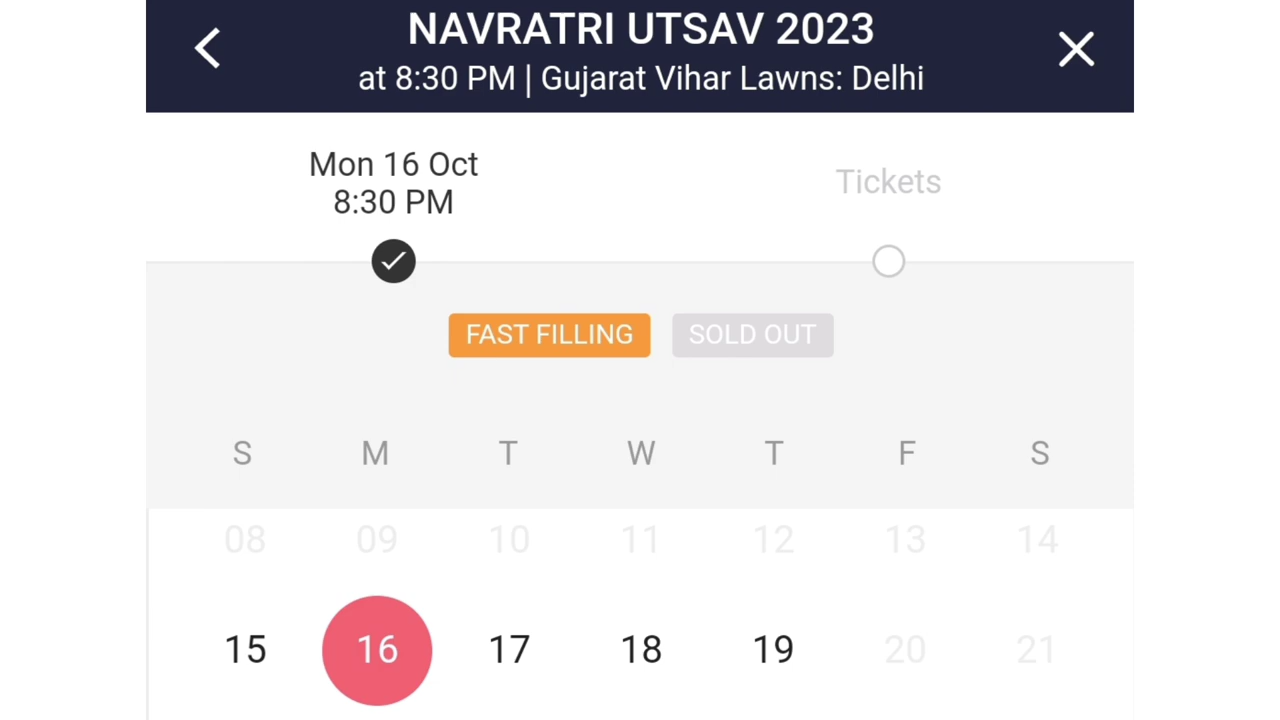 NAVRATRI UTSAV 2023
at 8:30 PM | Gujarat Vihar Lawns: Delhi
Mon 16 Oct
8:30 PM
Tickets
FAST FILLING SOLD OUT
S M T W T F S
08 09 10 11 12 13 14
15 16 17 18 19 20 21